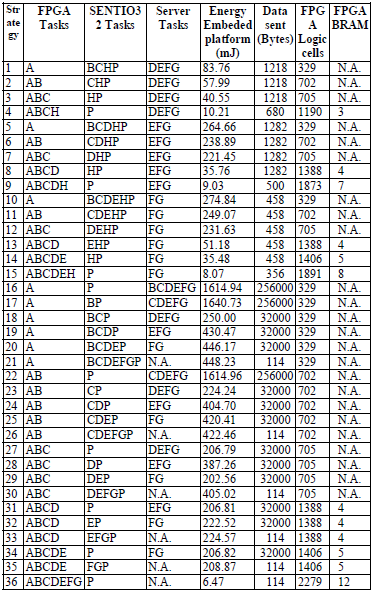 Strategy FPGA Tasks SENTIO32 Tasks Server Tasks Energy Embeded platform (mJ) Data sent (Bytes) FPGA Logic cells FPGA BRAM
1 A BCHP DEFG 83.76 1218 329 N.A.
2 AB CHP DEFG 57.99 1218 702 N.A.
3 ABC HP DEFG 40.55 1218 705 N.A.
4 ABCH P DEFG 10.21 680 1190 3
5 A BCDHP EFG 264.66 1282 329 N.A.
6 AB CDHP EFG 238.89 1282 702 N.A.
7 ABC DHP EFG 221.45 1282 705 N.A.
8 ABCD HP EFG 35.76 1282 1388 4
9 ABCDH P EFG 9.03 500 1873 7
10 A BCDEHP FG 274.84 458 329 N.A.
11 AB CDEHP FG 249.07 458 702 N.A.
12 ABC DEHP FG 231.63 458 705 N.A.
13 ABCD EHP FG 51.18 458 1388 4
14 ABCDE HP FG 35.48 458 1406 5
15 ABCDEH P FG 8.07 356 1891 8
16 A P BCDEFG 1614.94 256000 329 N.A.
17 A BP CDEFG 1640.73 256000 329 N.A.
18 A BCP DEFG 250.00 32000 329 N.A.
19 A BCDP EFG 430.47 32000 329 N.A.
20 A BCDEP FG 446.17 32000 329 N.A.
21 A BCDEFGP N.A. 448.23 114 329 N.A.
22 AB P CDEFG 1614.96 256000 702 N.A.
23 AB CP DEFG 224.24 32000 702 N.A.
24 AB CDP EFG 404.70 32000 702 N.A.
25 AB CDEP FG 420.41 32000 702 N.A.
26 AB CDEFGP N.A. 422.46 114 702 N.A.
27 ABC P DEFG 206.79 32000 705 N.A.
28 ABC DP EFG 387.26 32000 705 N.A.
29 ABC DEP FG 202.56 32000 705 N.A.
30 ABC DEFGP N.A. 405.02 114 705 N.A.
31 ABCD P EFG 206.81 32000 1388 4
32 ABCD EP FG 222.52 32000 1388 4
33 ABCD EFGP N.A. 224.57 114 1388 4
34 ABCDE P FG 206.82 32000 1406 5
35 ABCDE FGP N.A. 208.87 114 1406 5
36 ABCDEFG P N.A. 6.47 114 2279 12